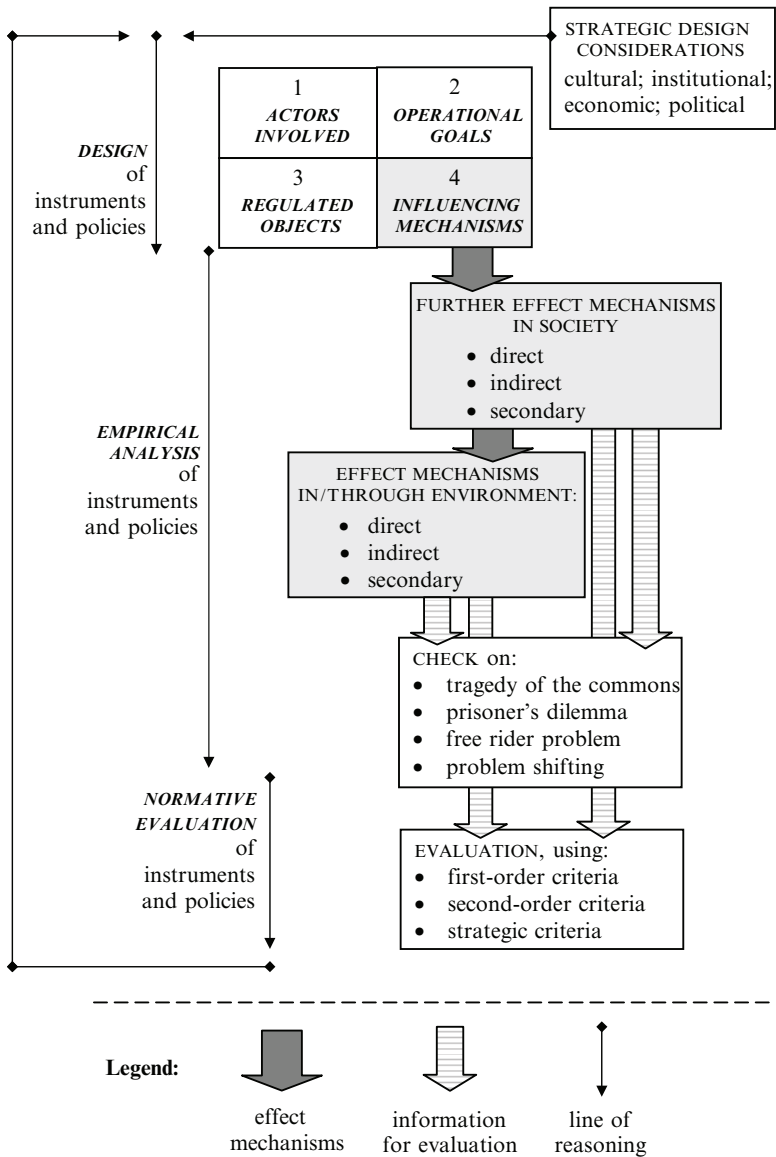 STRATEGIC DESIGN
CONSIDERATIONS
cultural; institutional;
economic; political
1
ACTORS
INVOLVED
2
OPERATIONAL
GOALS
3
REGULATED
OBJECTS
4
INFLUENCING
MECHANISMS
DESIGN
of
instruments
and policies
FURTHER EFFECT MECHANISMS
IN SOCIETY
• direct
• indirect
• secondary
EMPIRICAL
ANALYSIS
of
instruments
and policies
EFFECT MECHANISMS
IN/THROUGH ENVIRONMENT:
• direct
• indirect
• secondary
CHECK on:
• tragedy of the commons
• prisoner's dilemma
• free rider problem
• problem shifting
NORMATIVE
EVALUATION
of
instruments
and policies
EVALUATION, using:
• first-order criteria
• second-order criteria
• strategic criteria
Legend:
effect
mechanisms
information
for evaluation
line of
reasoning